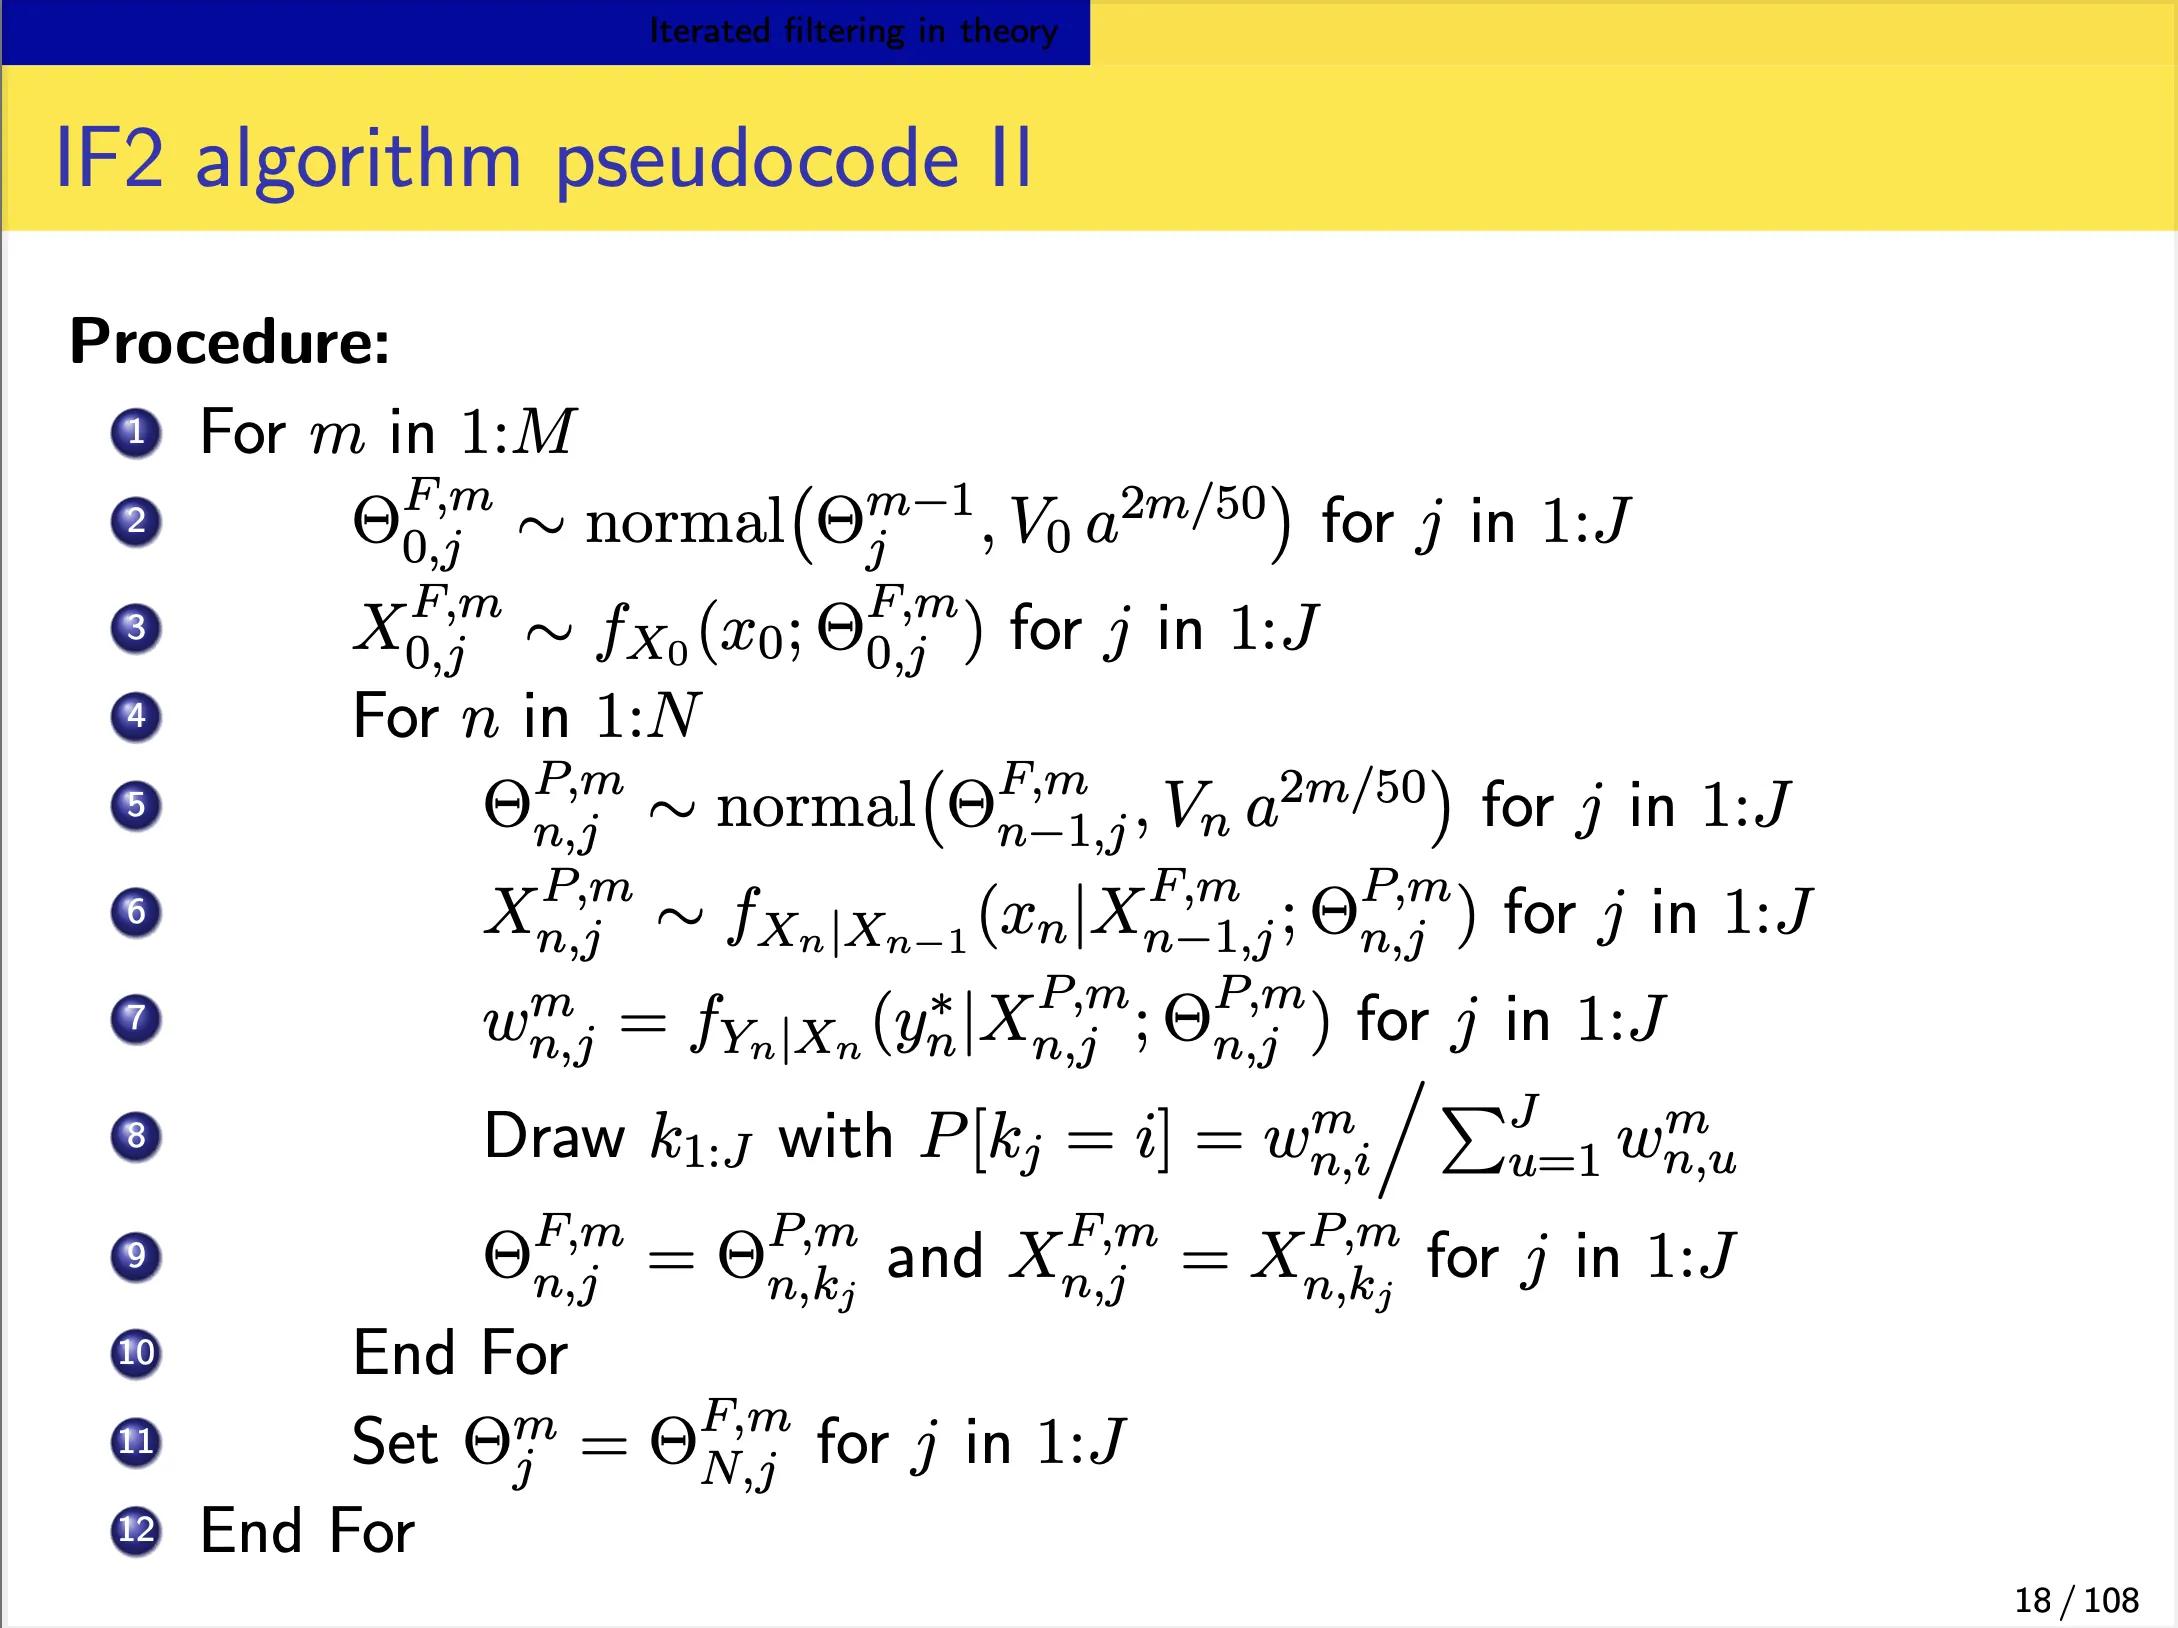 Iterated filtering in theory
IF2 algorithm pseudocode II
Procedure:
1 For $m$ in $1{:}M$
2 $\Theta^{F,m}_{0,j} \sim \mathrm{normal}\big(\Theta^{m-1}_{j}, V_0\, a^{2m/50}\big)$ for $j$ in $1{:}J$
3 $X^{F,m}_{0,j} \sim f_{X_0}(x_0; \Theta^{F,m}_{0,j})$ for $j$ in $1{:}J$
4 For $n$ in $1{:}N$
5 $\Theta^{P,m}_{n,j} \sim \mathrm{normal}\big(\Theta^{F,m}_{n-1,j}, V_n\, a^{2m/50}\big)$ for $j$ in $1{:}J$
6 $X^{P,m}_{n,j} \sim f_{X_n|X_{n-1}}(x_n|X^{F,m}_{n-1,j}; \Theta^{P,m}_{n,j})$ for $j$ in $1{:}J$
7 $w^{m}_{n,j} = f_{Y_n|X_n}(y^*_n|X^{P,m}_{n,j}; \Theta^{P,m}_{n,j})$ for $j$ in $1{:}J$
8 Draw $k_{1:J}$ with $P[k_j = i] = w^{m}_{n,i} \big/ \sum_{u=1}^{J} w^{m}_{n,u}$
9 $\Theta^{F,m}_{n,j} = \Theta^{P,m}_{n,k_j}$ and $X^{F,m}_{n,j} = X^{P,m}_{n,k_j}$ for $j$ in $1{:}J$
10 End For
11 Set $\Theta^{m}_{j} = \Theta^{F,m}_{N,j}$ for $j$ in $1{:}J$
12 End For
18 / 108